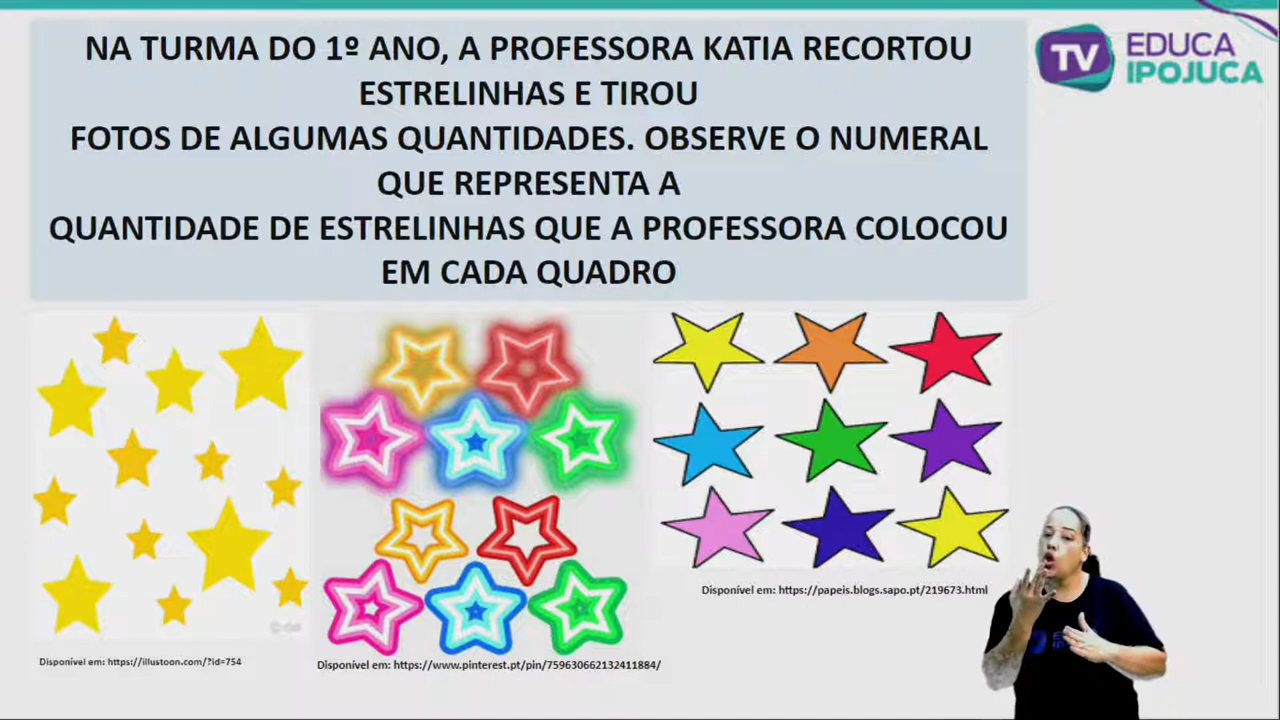 NA TURMA DO 1º ANO, A PROFESSORA KATIA RECORTOU
ESTRELINHAS E TIROU
FOTOS DE ALGUMAS QUANTIDADES. OBSERVE O NUMERAL
QUE REPRESENTA A
QUANTIDADE DE ESTRELINHAS QUE A PROFESSORA COLOCOU
EM CADA QUADRO
TV EDUCA
IPOJUCA
Disponível em: https://papeis.blogs.sapo.pt/219673.html
Disponível em: https://illustoon.com/?id=754
Disponível em: https://www.pinterest.pt/pin/759630662132411884/